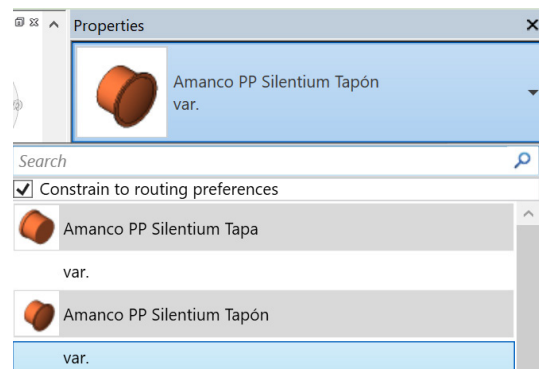 Properties
Amanco PP Silentium Tapón
var.
Search
Constrain to routing preferences
Amanco PP Silentium Tapa
var.
Amanco PP Silentium Tapón
var.